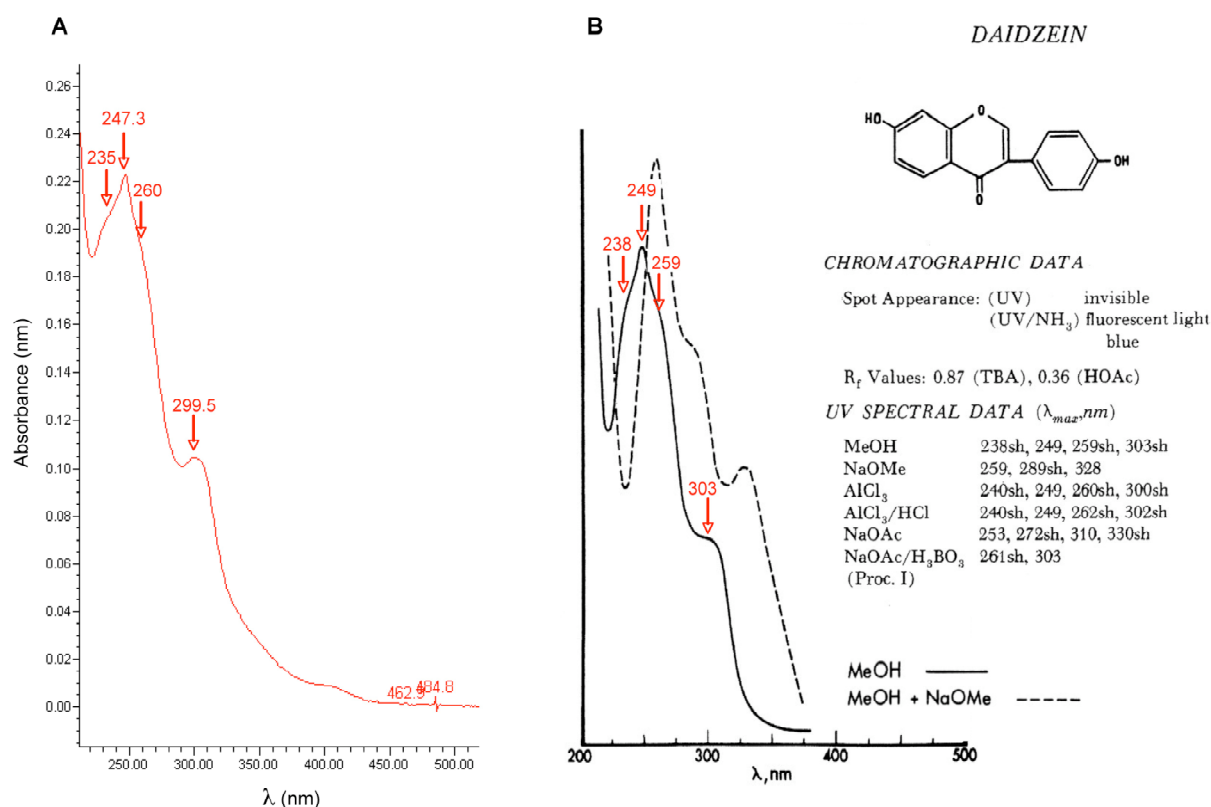 A
Absorbance (nm)
0.26
0.24
0.22
0.20
0.18
0.16
0.14
0.12
0.10
0.08
0.06
0.04
0.02
0.00
235
247.3
260
299.5
462.9
484.8
250.00 300.00 350.00 400.00 450.00 500.00
λ (nm)
B
238
249
259
303
200 300 400 500
λ,nm
DAIDZEIN
HO
O
OH
O
CHROMATOGRAPHIC DATA
Spot Appearance: (UV) invisible
(UV/NH₃) fluorescent light
blue
Rf Values: 0.87 (TBA), 0.36 (HOAc)
UV SPECTRAL DATA (λmax,nm)
MeOH 238sh, 249, 259sh, 303sh
NaOMe 259, 289sh, 328
AlCl₃ 240sh, 249, 260sh, 300sh
AlCl₃/HCl 240sh, 249, 262sh, 302sh
NaOAc 253, 272sh, 310, 330sh
NaOAc/H₃BO₃ 261sh, 303
(Proc. I)
MeOH
MeOH + NaOMe